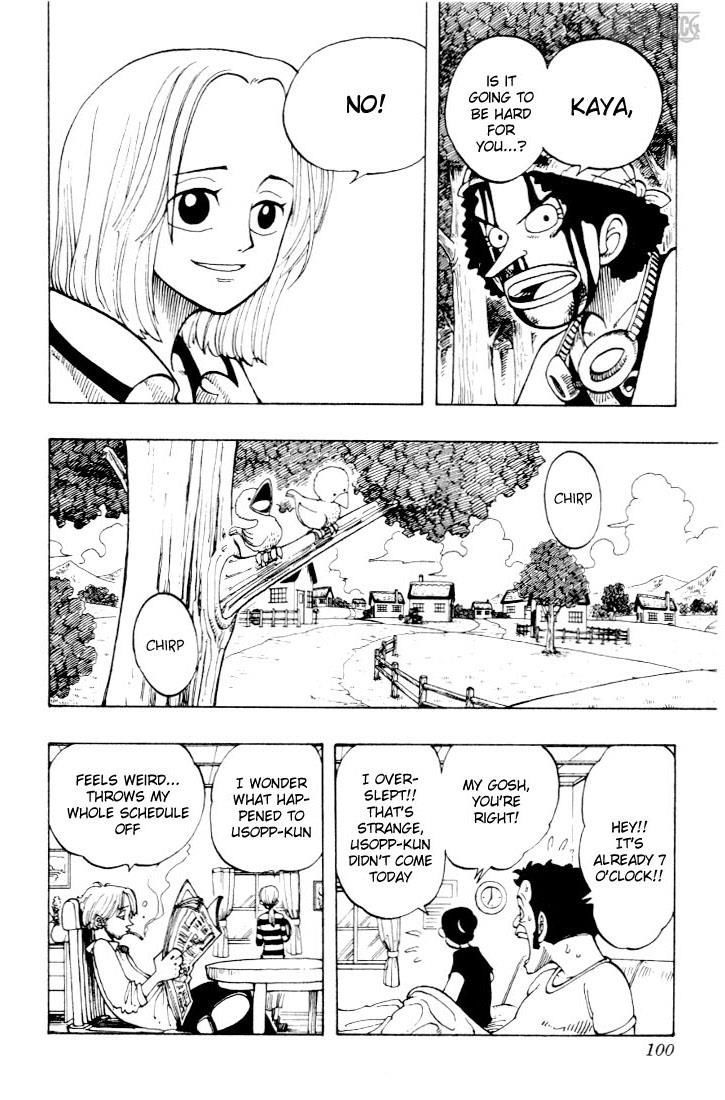 KAYA,
IS IT
GOING TO
BE HARD
FOR
YOU...?
NO!
CHIRP
CHIRP
HEY!!
IT'S
ALREADY 7
O'CLOCK!!
MY GOSH,
YOU'RE
RIGHT!
I OVER-
SLEPT!!
THAT'S
STRANGE,
USOPP-KUN
DIDN'T COME
TODAY
I WONDER
WHAT HAP-
PENED TO
USOPP-KUN
FEELS WEIRD...
THROWS MY
WHOLE SCHEDULE
OFF
100